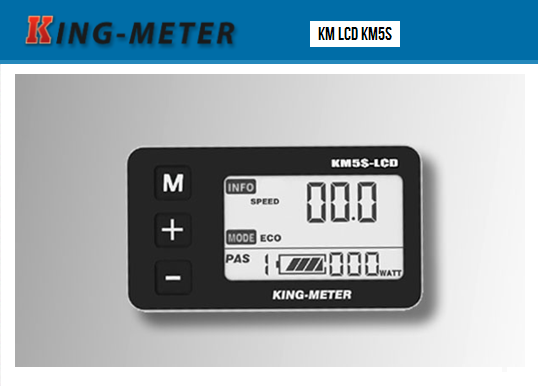 KING-METER
KM LCD KM5S
KM5S-LCD
M
INFO
SPEED
00.0
+
MODE ECO
PAS 1 000 WATT
-
KING-METER